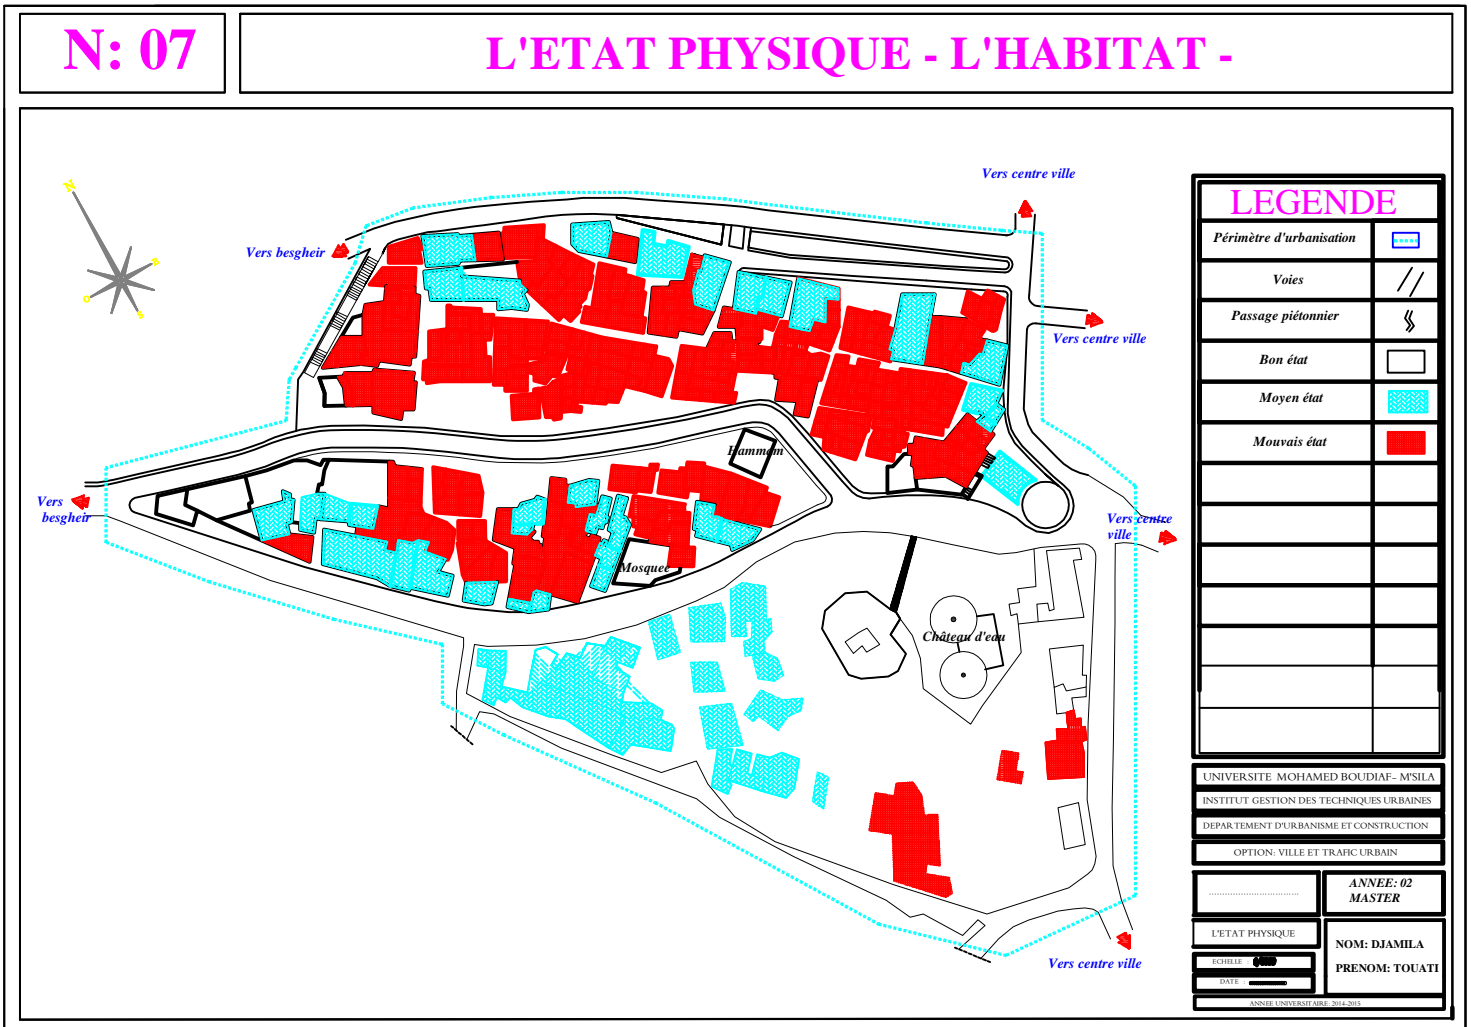 N: 07
L'ETAT PHYSIQUE - L'HABITAT -
Vers centre ville
Vers besgheir
Vers centre ville
Hammam
Vers
besgheir
Vers centre
ville
Mosquee
Château d'eau
Vers centre ville
N
LEGENDE
Périmètre d'urbanisation
Voies
Passage piétonnier
Bon état
Moyen état
Mouvais état
UNIVERSITE MOHAMED BOUDIAF- M'SILA
INSTITUT GESTION DES TECHNIQUES URBAINES
DEPARTEMENT D'URBANISME ET CONSTRUCTION
OPTION: VILLE ET TRAFIC URBAIN
ANNEE: 02
MASTER
L'ETAT PHYSIQUE
NOM: DJAMILA
PRENOM: TOUATI
ECHELLE :
DATE :
ANNEE UNIVERSITAIRE: 2014-2015